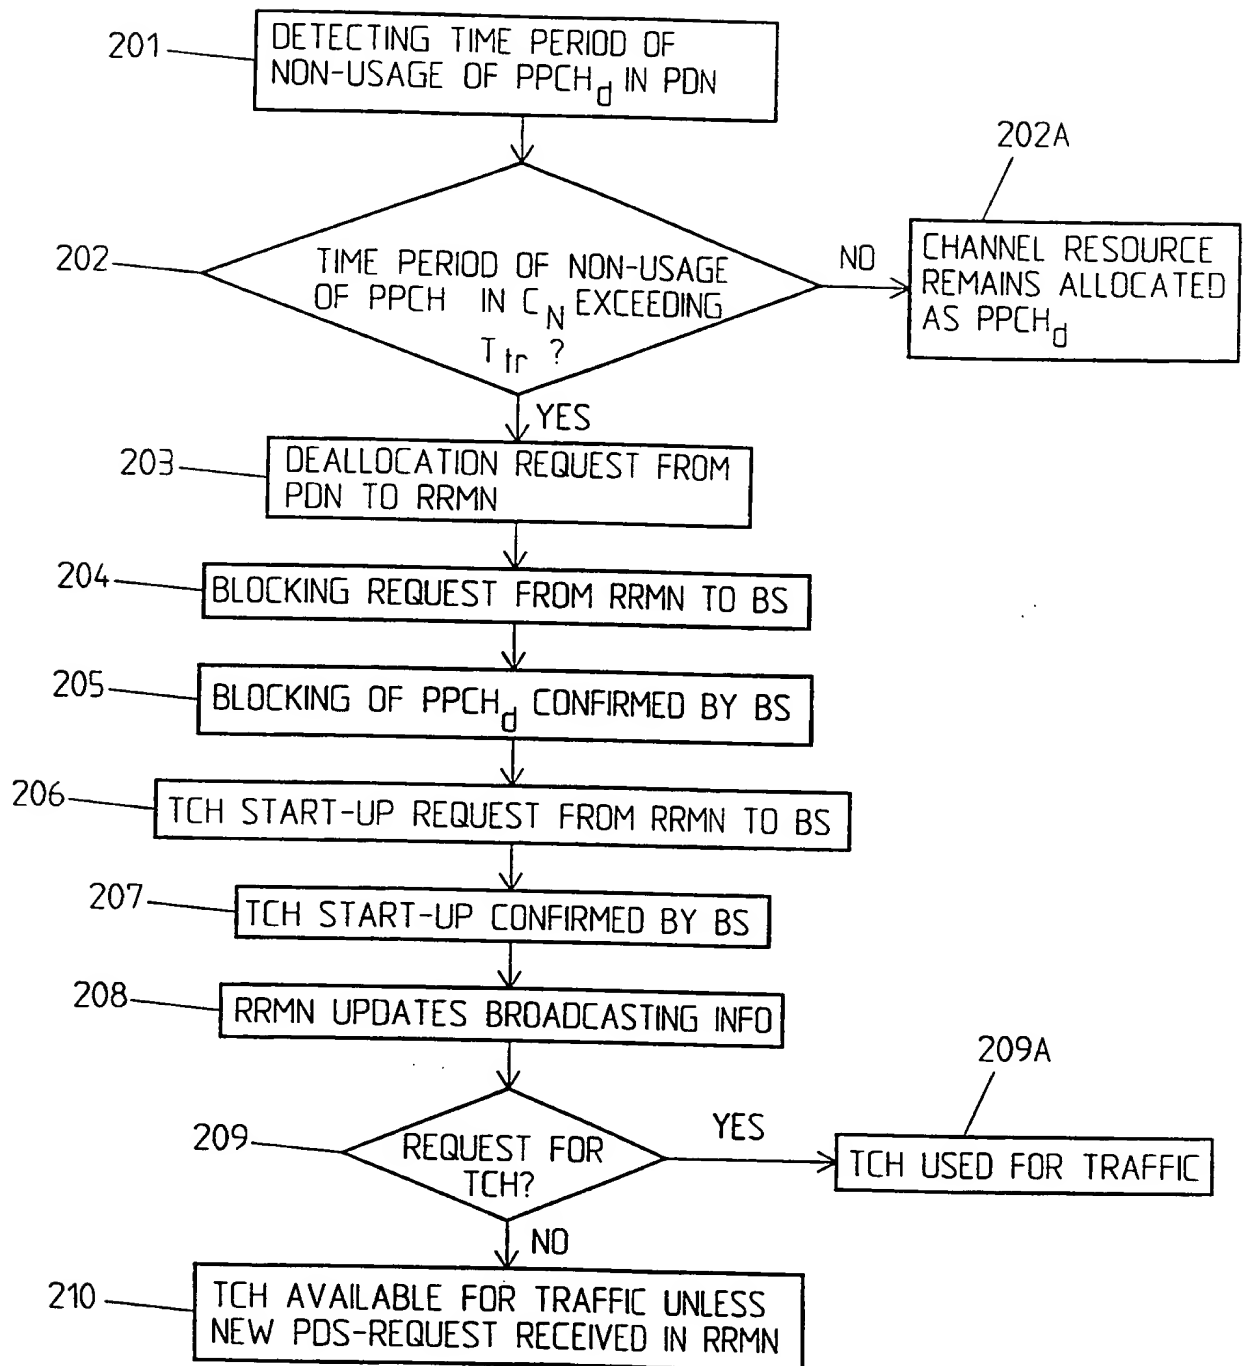 201
DETECTING TIME PERIOD OF
NON-USAGE OF PPCHd IN PDN
202A
202
TIME PERIOD OF NON-USAGE
OF PPCH IN CN EXCEEDING
Ttr ?
NO
CHANNEL RESOURCE
REMAINS ALLOCATED
AS PPCHd
YES
203
DEALLOCATION REQUEST FROM
PDN TO RRMN
204
BLOCKING REQUEST FROM RRMN TO BS
205
BLOCKING OF PPCHd CONFIRMED BY BS
206
TCH START-UP REQUEST FROM RRMN TO BS
207
TCH START-UP CONFIRMED BY BS
208
RRMN UPDATES BROADCASTING INFO
209A
209
REQUEST FOR
TCH?
YES
TCH USED FOR TRAFFIC
NO
210
TCH AVAILABLE FOR TRAFFIC UNLESS
NEW PDS-REQUEST RECEIVED IN RRMN